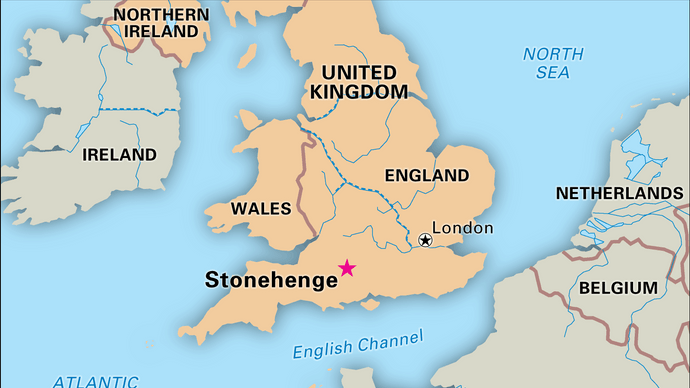 NORTHERN
IRELAND
UNITED
KINGDOM
NORTH
SEA
IRELAND
ENGLAND
NETHERLANDS
WALES
London
Stonehenge
BELGIUM
English Channel
ATLANTIC